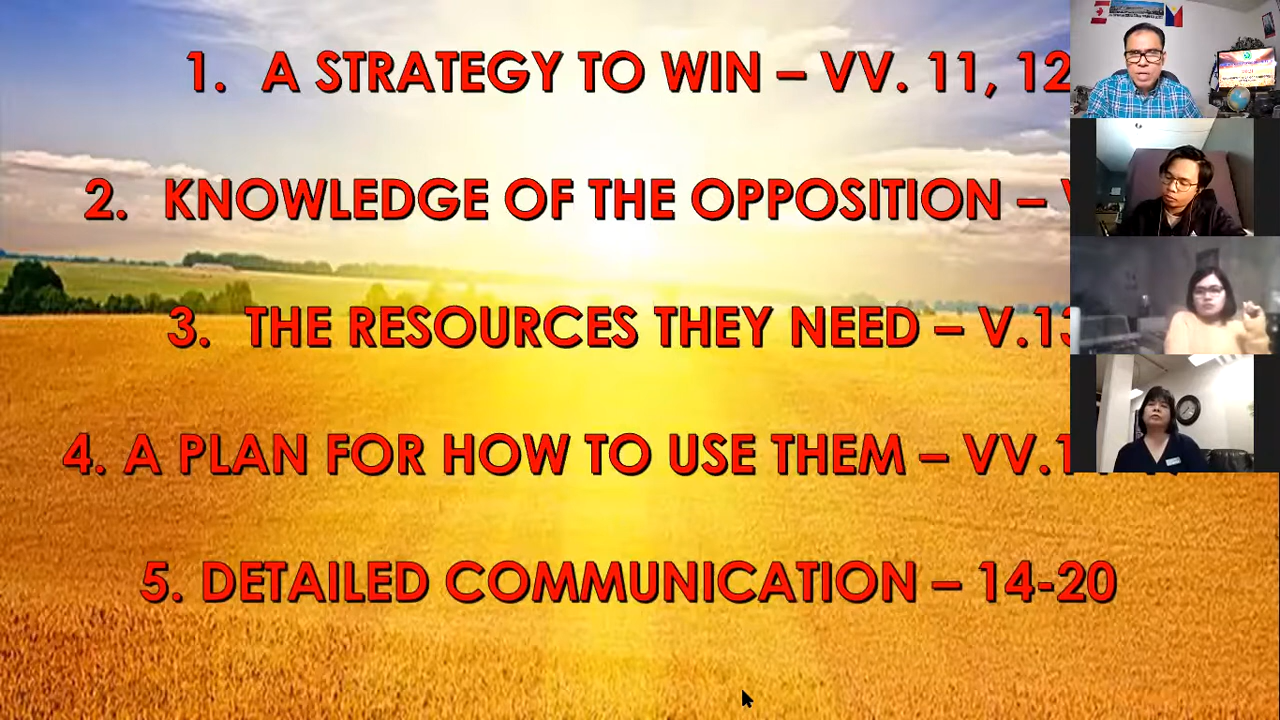 1. A STRATEGY TO WIN – VV. 11, 12
2. KNOWLEDGE OF THE OPPOSITION –
3. THE RESOURCES THEY NEED – V.13
4. A PLAN FOR HOW TO USE THEM – VV.1
5. DETAILED COMMUNICATION – 14-20